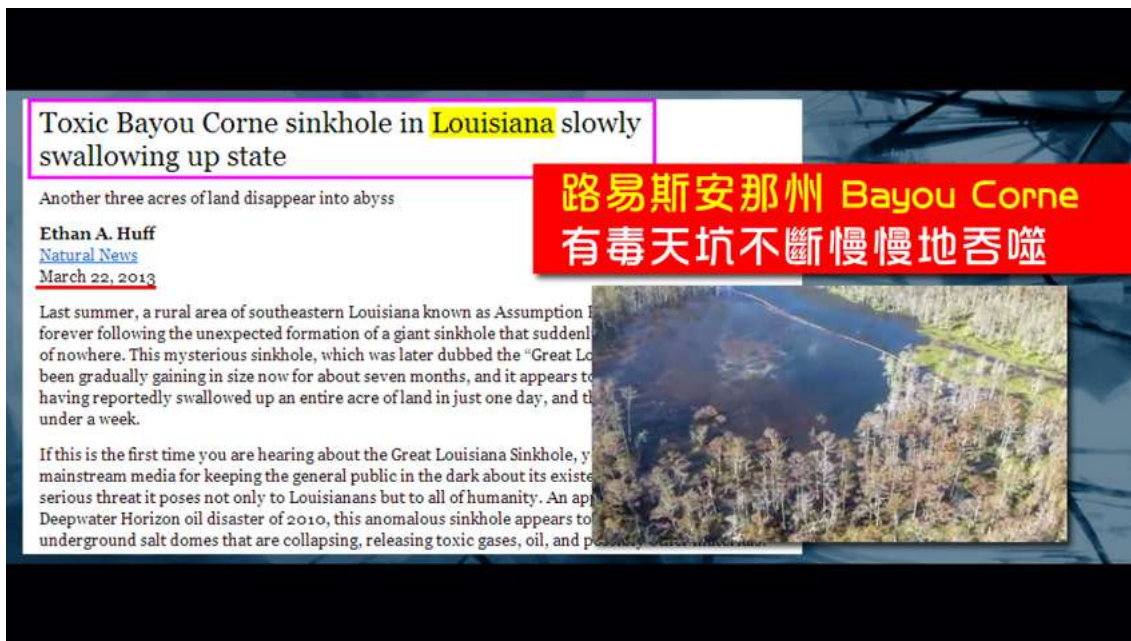 Toxic Bayou Corne sinkhole in Louisiana slowly
swallowing up state
Another three acres of land disappear into abyss
Ethan A. Huff
Natural News
March 22, 2013
路易斯安那州 Bayou Corne
有毒天坑不斷慢慢地吞噬
Last summer, a rural area of southeastern Louisiana known as Assumption
forever following the unexpected formation of a giant sinkhole that
of nowhere. This mysterious sinkhole, which was later dubbed the “Great
been gradually gaining in size now for about seven months, and it appears
having reportedly swallowed up an entire acre of land in just one day, and
under a week.
If this is the first time you are hearing about the Great Louisiana Sinkhole,
mainstream media for keeping the general public in the dark about its
serious threat it poses not only to Louisianans but to all of humanity. An
Deepwater Horizon oil disaster of 2010, this anomalous sinkhole appears to
underground salt domes that are collapsing, releasing toxic gases, oil, and